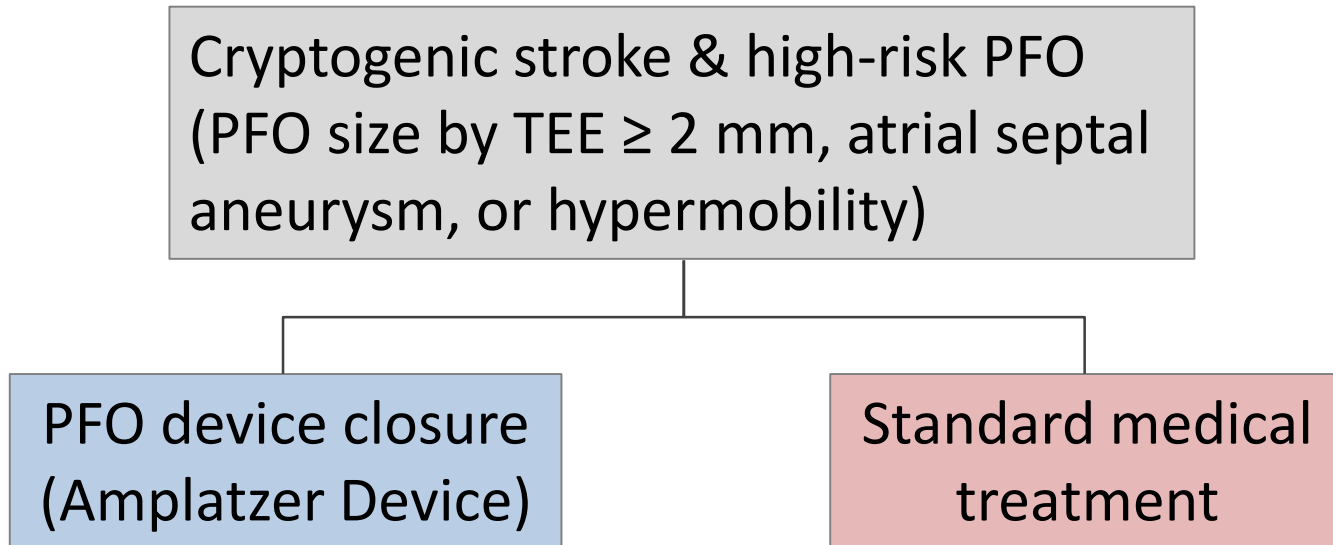 Cryptogenic stroke & high-risk PFO
(PFO size by TEE ≥ 2 mm, atrial septal
aneurysm, or hypermobility)
PFO device closure
(Amplatzer Device)
Standard medical
treatment